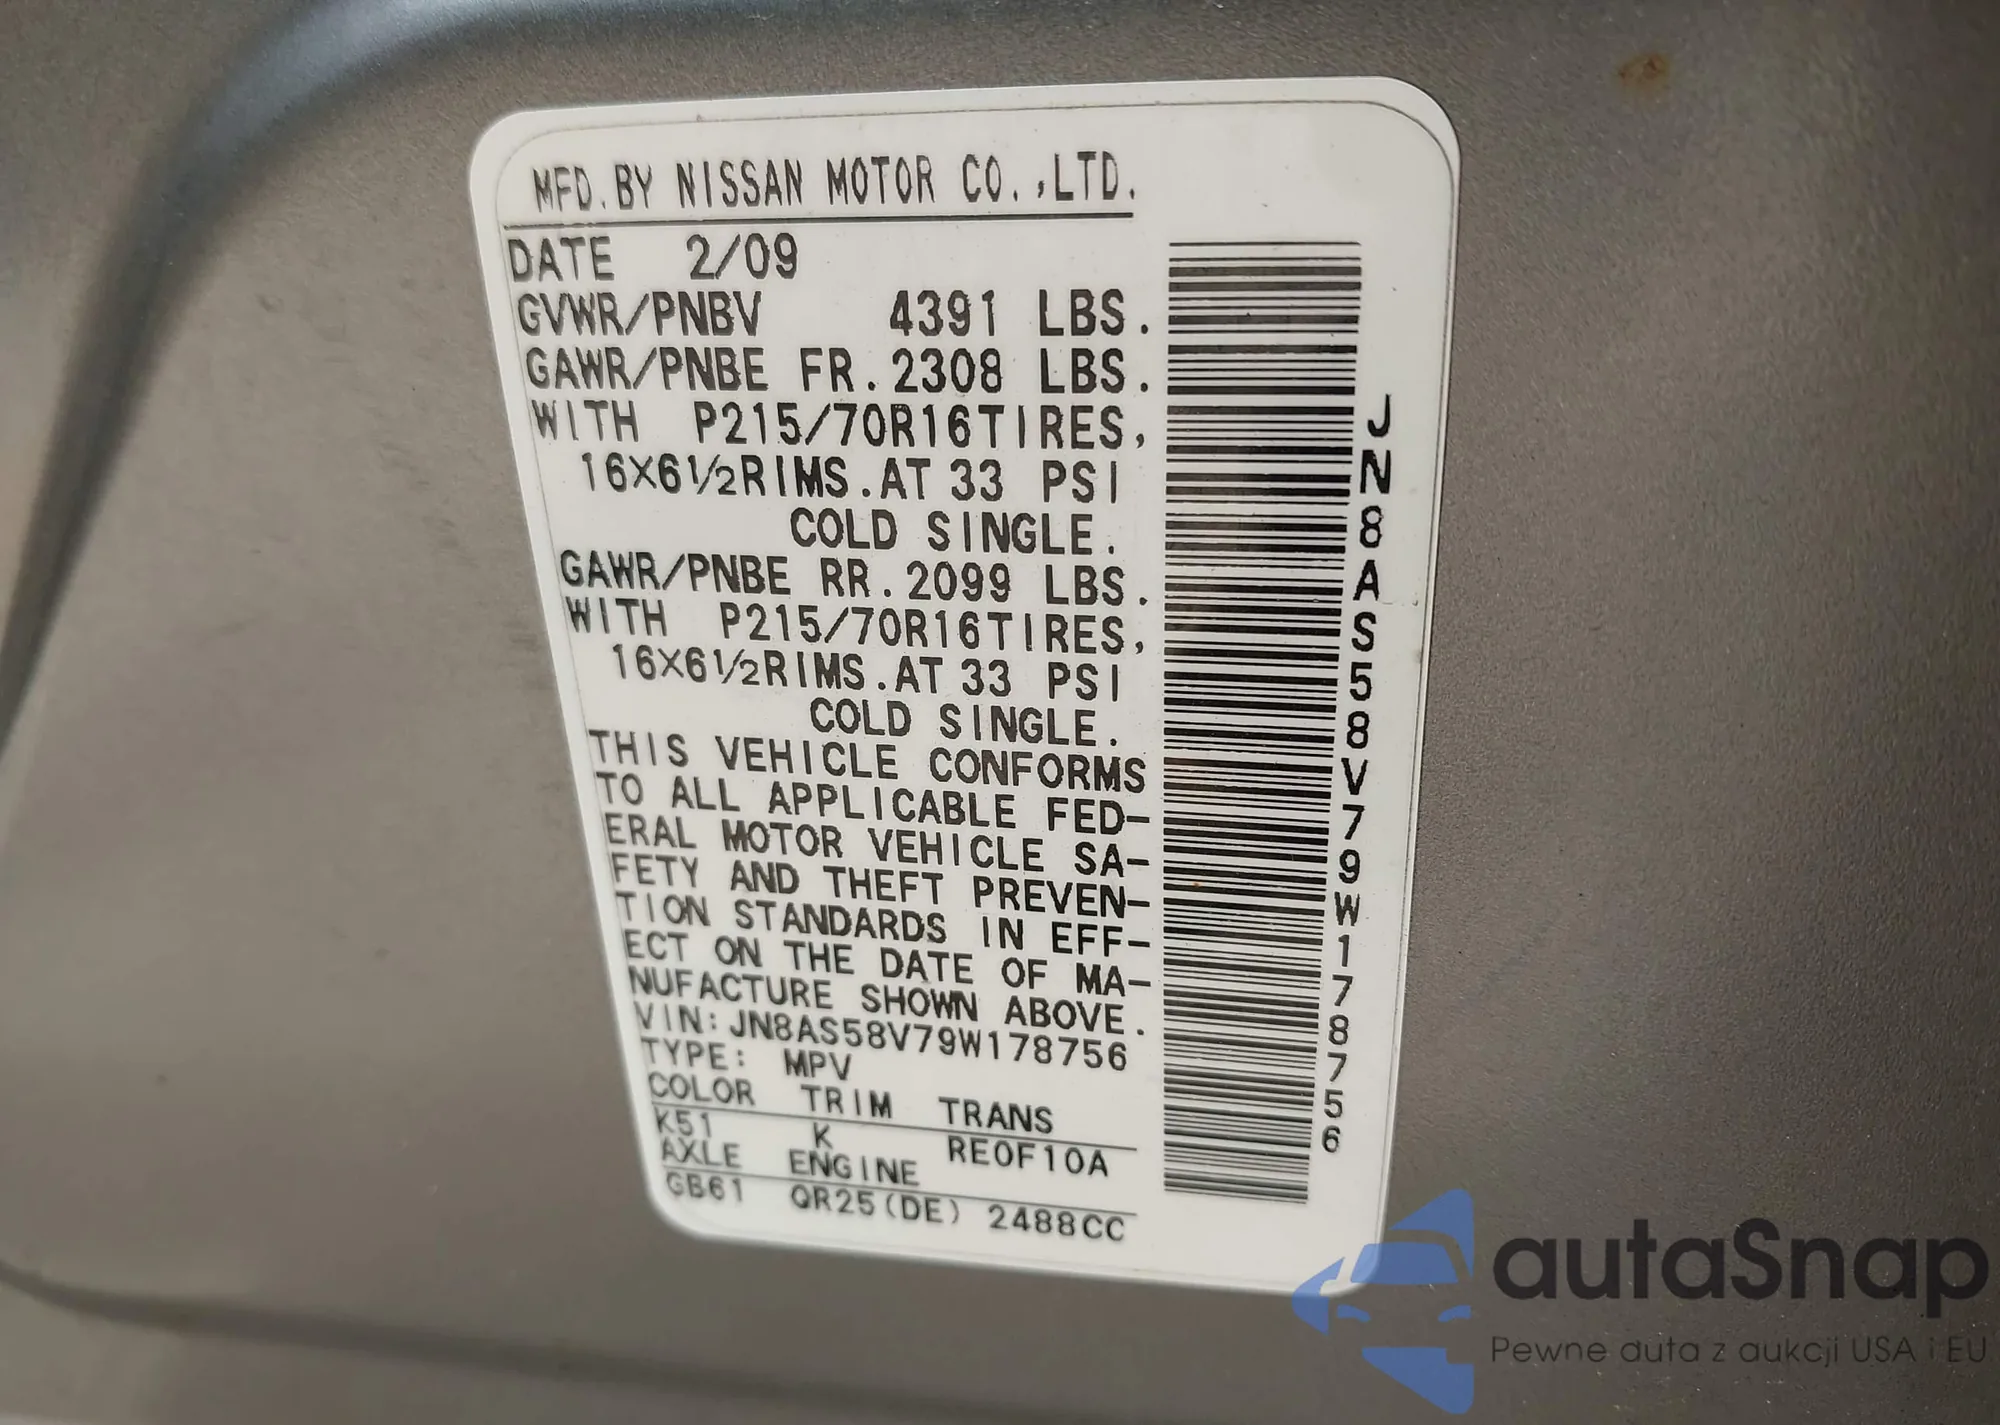 MFD.BY NISSAN MOTOR CO.,LTD.
DATE 2/09
GVWR/PNBV 4391 LBS.
GAWR/PNBE FR.2308 LBS.
WITH P215/70R16TIRES,
16X6½RIMS.AT 33 PSI
COLD SINGLE.
GAWR/PNBE RR.2099 LBS.
WITH P215/70R16TIRES,
16X6½RIMS.AT 33 PSI
COLD SINGLE.
THIS VEHICLE CONFORMS
TO ALL APPLICABLE FED-
ERAL MOTOR VEHICLE SA-
FETY AND THEFT PREVEN-
TION STANDARDS IN EFF-
ECT ON THE DATE OF MA-
NUFACTURE SHOWN ABOVE.
VIN:JN8AS58V79W178756
TYPE: MPV
COLOR TRIM TRANS
K51 K RE0F10A
AXLE ENGINE
GB61 QR25(DE) 2488CC
JN8AS58V79W178756
autaSnap
Pewne auta z aukcji USA i EU